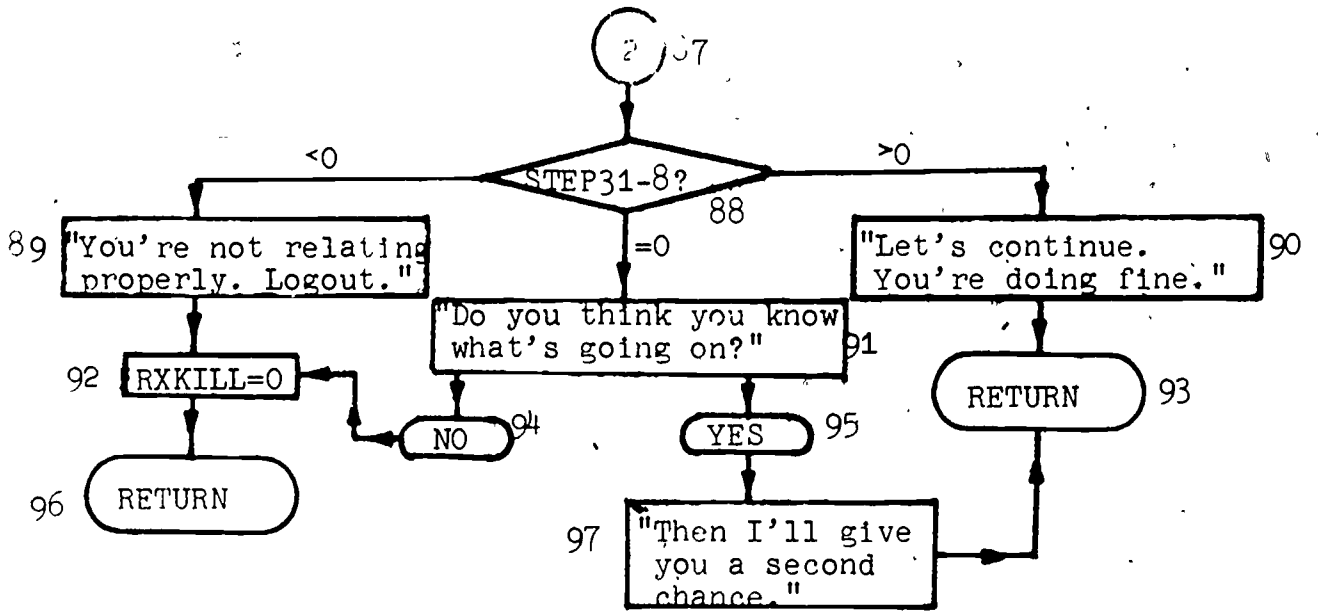 2
<0
>0
STEP31-8?
88
=0
89
"You're not relating
properly. Logout."
"Let's continue.
You're doing fine."
90
"Do you think you know
what's going on?"
91
92
RXKILL=0
RETURN
93
NO
94
YES
95
96
RETURN
97
"Then I'll give
you a second
chance."